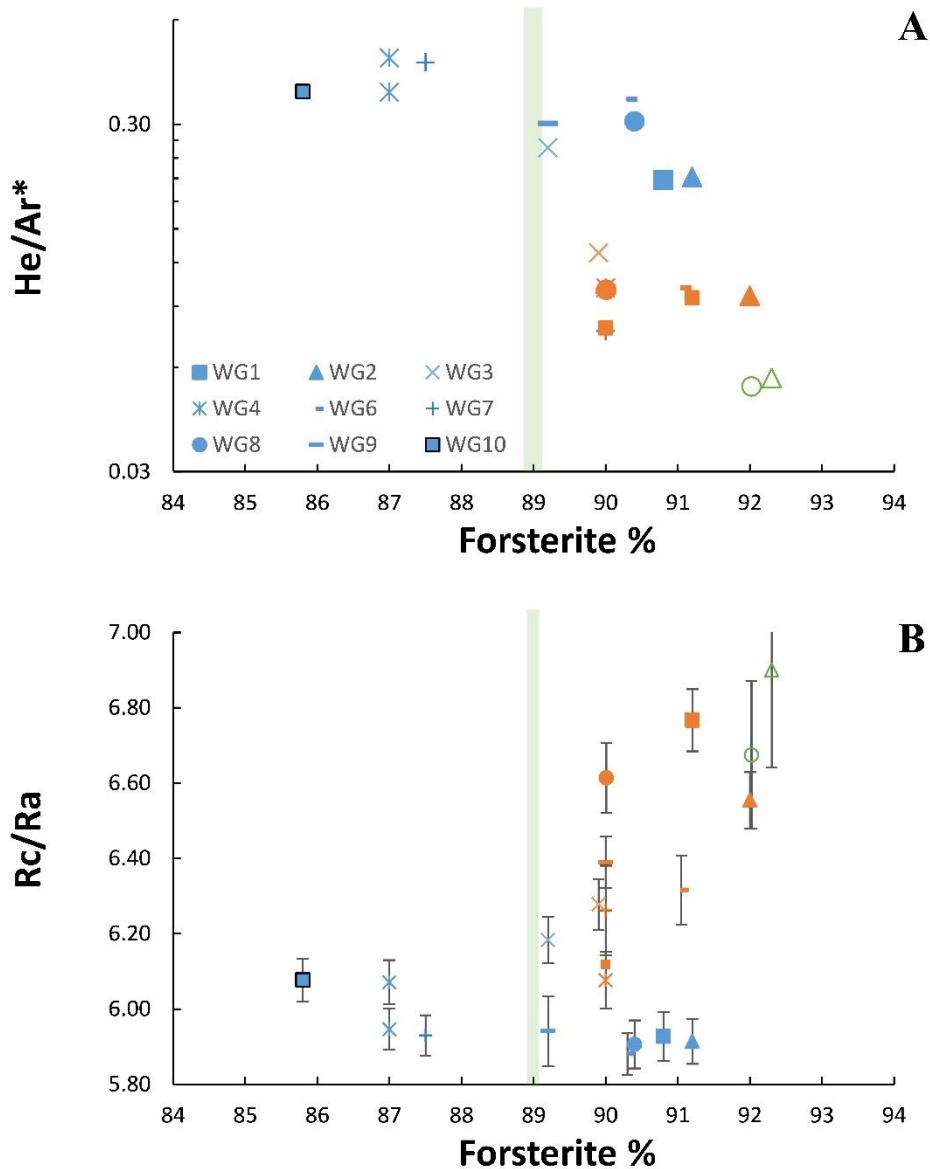 A
He/Ar*
0.30
0.03
WG1 WG2 WG3
WG4 WG6 WG7
WG8 WG9 WG10
84 85 86 87 88 89 90 91 92 93 94
Forsterite %
B
Rc/Ra
7.00
6.80
6.60
6.40
6.20
6.00
5.80
84 85 86 87 88 89 90 91 92 93 94
Forsterite %